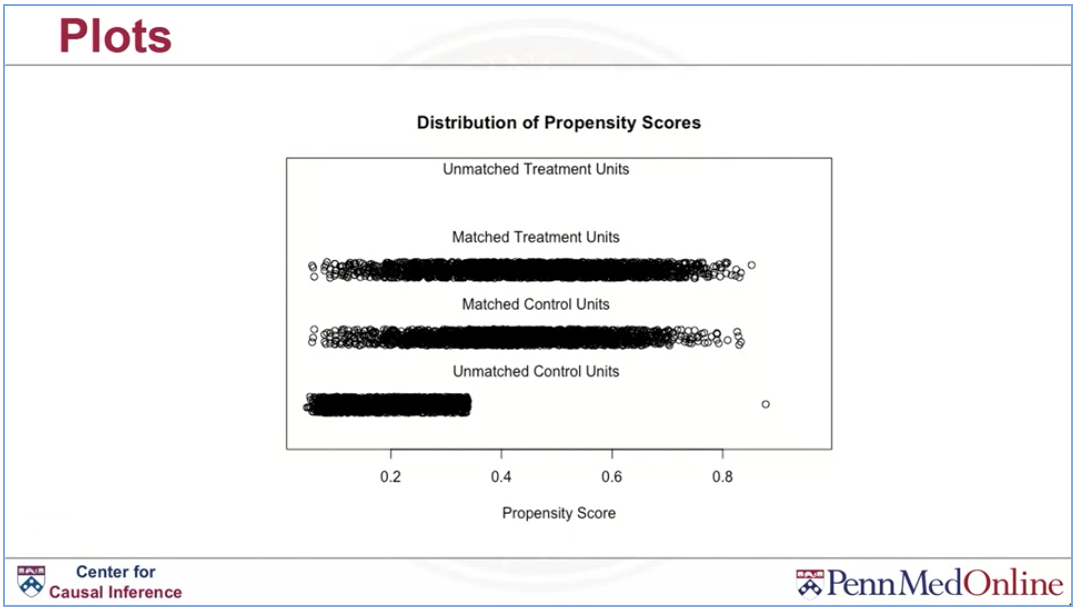 Plots
Distribution of Propensity Scores
Unmatched Treatment Units
Matched Treatment Units
Matched Control Units
Unmatched Control Units
0.2 0.4 0.6 0.8
Propensity Score
Center for
Causal Inference
PennMedOnline